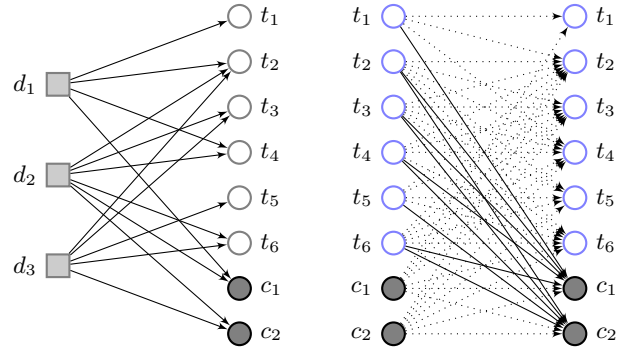 t₁ t₁ t₁
t₂ t₂ t₂
d₁
t₃ t₃ t₃
t₄ t₄ t₄
d₂
t₅ t₅ t₅
t₆ t₆ t₆
d₃
c₁ c₁ c₁
c₂ c₂ c₂